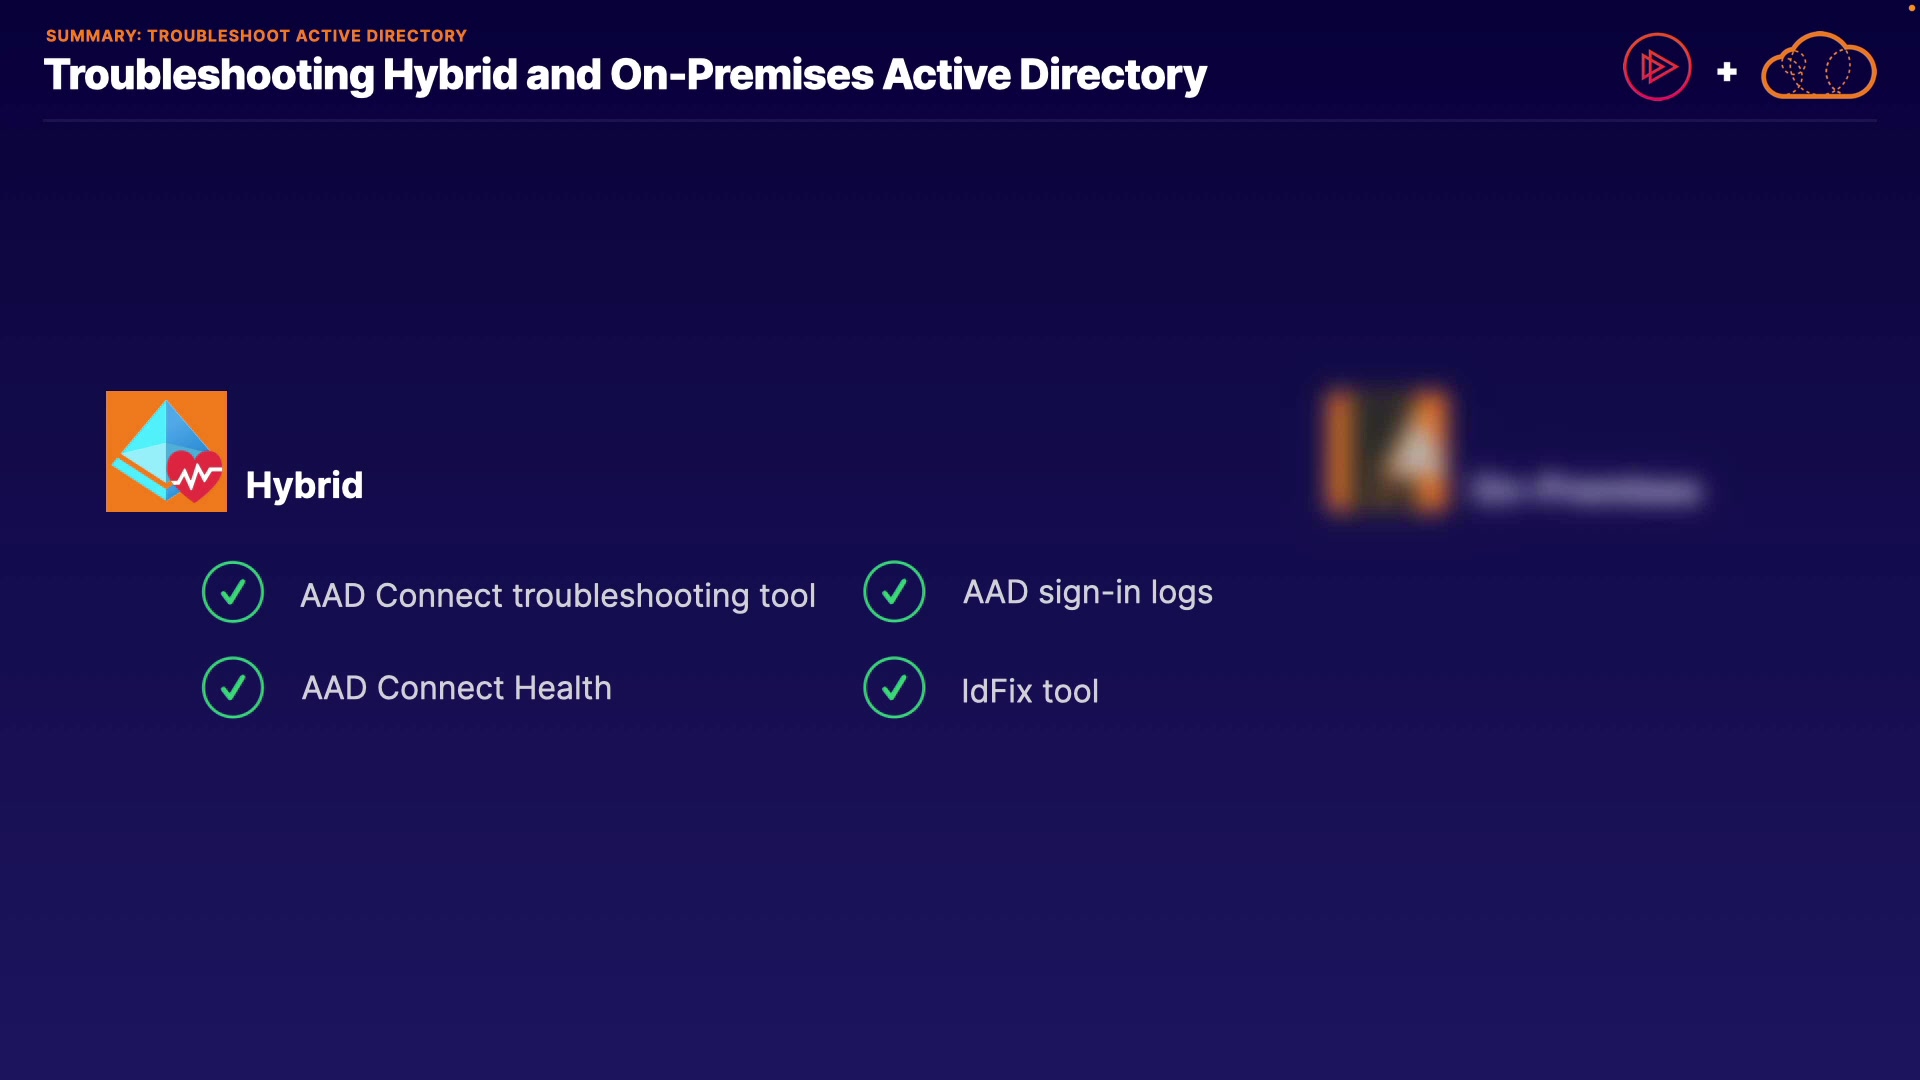 SUMMARY: TROUBLESHOOT ACTIVE DIRECTORY
Troubleshooting Hybrid and On-Premises Active Directory
Hybrid
AAD Connect troubleshooting tool
AAD sign-in logs
AAD Connect Health
IdFix tool